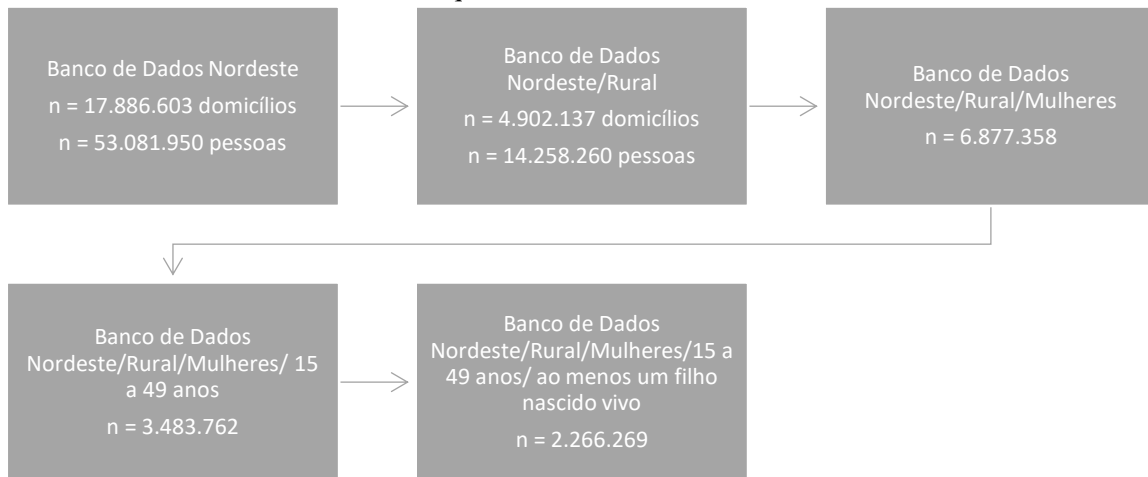 Banco de Dados Nordeste
n = 17.886.603 domicílios
n = 53.081.950 pessoas
Banco de Dados
Nordeste/Rural
n = 4.902.137 domicílios
n = 14.258.260 pessoas
Banco de Dados
Nordeste/Rural/Mulheres
n = 6.877.358
Banco de Dados
Nordeste/Rural/Mulheres/ 15
a 49 anos
n = 3.483.762
Banco de Dados
Nordeste/Rural/Mulheres/15 a
49 anos/ ao menos um filho
nascido vivo
n = 2.266.269